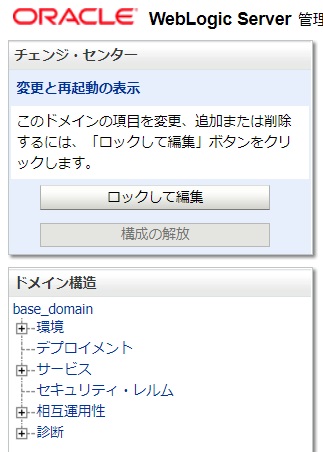 ORACLE WebLogic Server 管理
チェンジ・センター
変更と再起動の表示
このドメインの項目を変更、追加または削除
するには、「ロックして編集」ボタンをクリ
ックします。
ロックして編集
構成の解放
ドメイン構造
base_domain
環境
デプロイメント
サービス
セキュリティ・レルム
相互運用性
診断